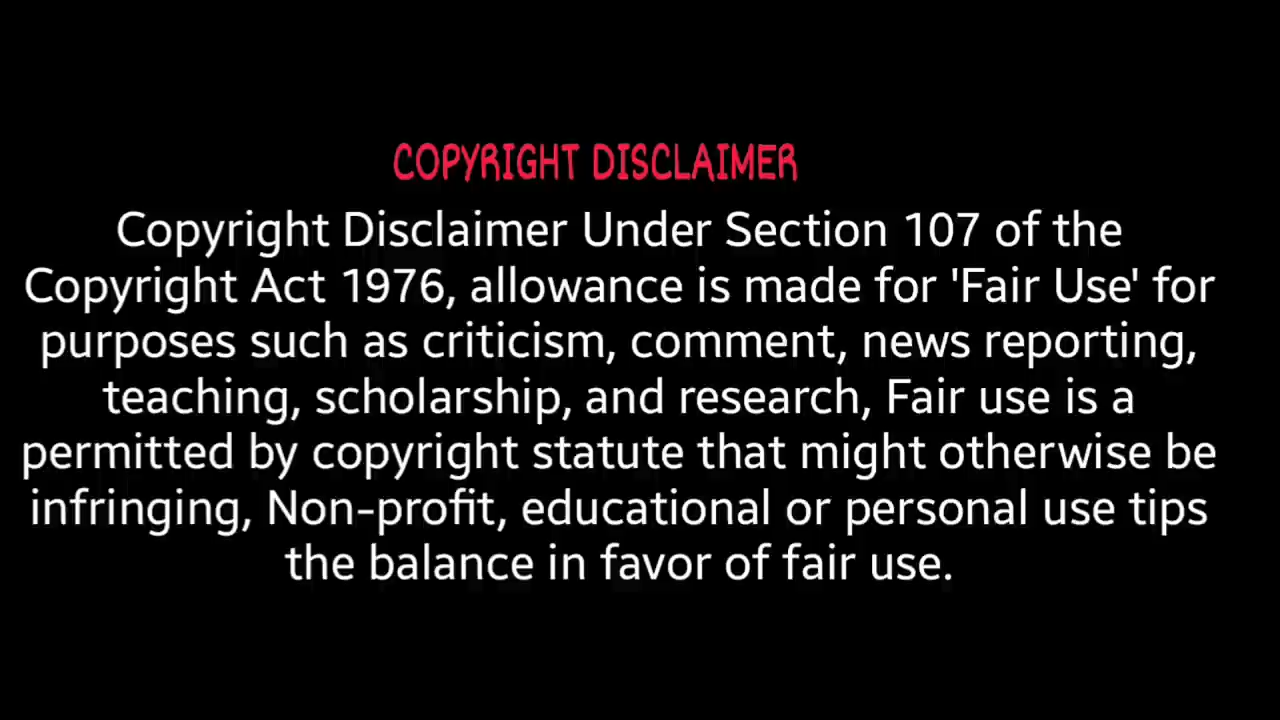 COPYRIGHT DISCLAIMER
Copyright Disclaimer Under Section 107 of the
Copyright Act 1976, allowance is made for 'Fair Use' for
purposes such as criticism, comment, news reporting,
teaching, scholarship, and research, Fair use is a
permitted by copyright statute that might otherwise be
infringing, Non-profit, educational or personal use tips
the balance in favor of fair use.